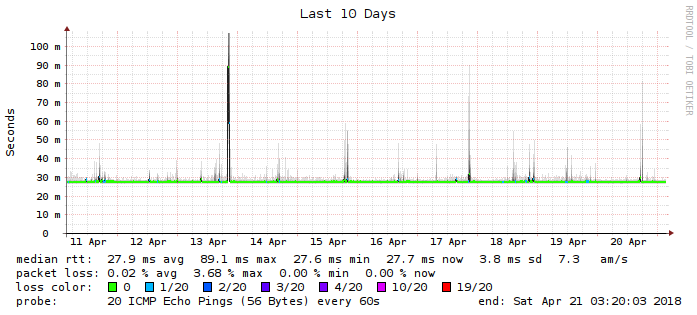 Last 10 Days
RRDTOOL / TOBI OETIKER
Seconds
100 m
90 m
80 m
70 m
60 m
50 m
40 m
30 m
20 m
10 m
0
11 Apr 12 Apr 13 Apr 14 Apr 15 Apr 16 Apr 17 Apr 18 Apr 19 Apr 20 Apr
median rtt: 27.9 ms avg 89.1 ms max 27.6 ms min 27.7 ms now 3.8 ms sd 7.3 am/s
packet loss: 0.02 % avg 3.68 % max 0.00 % min 0.00 % now
loss color: 0 1/20 2/20 3/20 4/20 10/20 19/20
probe: 20 ICMP Echo Pings (56 Bytes) every 60s end: Sat Apr 21 03:20:03 2018